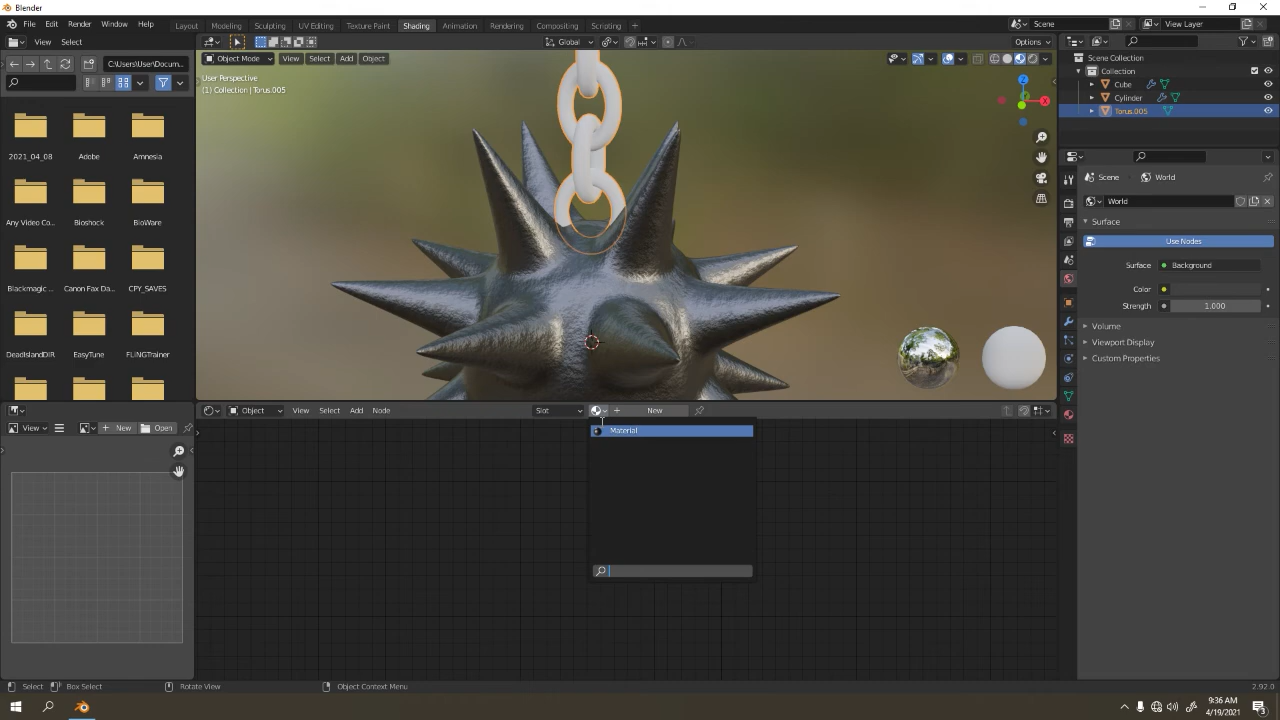 Blender
File Edit Render Window Help
Layout Modeling Sculpting UV Editing Texture Paint Shading Animation Rendering Compositing Scripting
Scene
View Layer
View Select
Global
Options
C:\Users\User\Docum...
Object Mode View Select Add Object
User Perspective
(1) Collection | Torus.005
X
Scene Collection
Collection
Cube
Cylinder
Torus.005
2021_04_08 Adobe Amnesia
Any Video Co... Bioshock BioWare
Blackmagic ... Canon Fax Da... CPY_SAVES
DeadIslandDIR EasyTune FLiNGTrainer
Scene World
World
Surface
Use Nodes
Surface Background
Color
Strength 1.000
Volume
Viewport Display
Custom Properties
Object View Select Add Node Slot New
Material
View New Open
Select Box Select Rotate View Object Context Menu 2.92.0
9:36 AM
4/19/2021
3